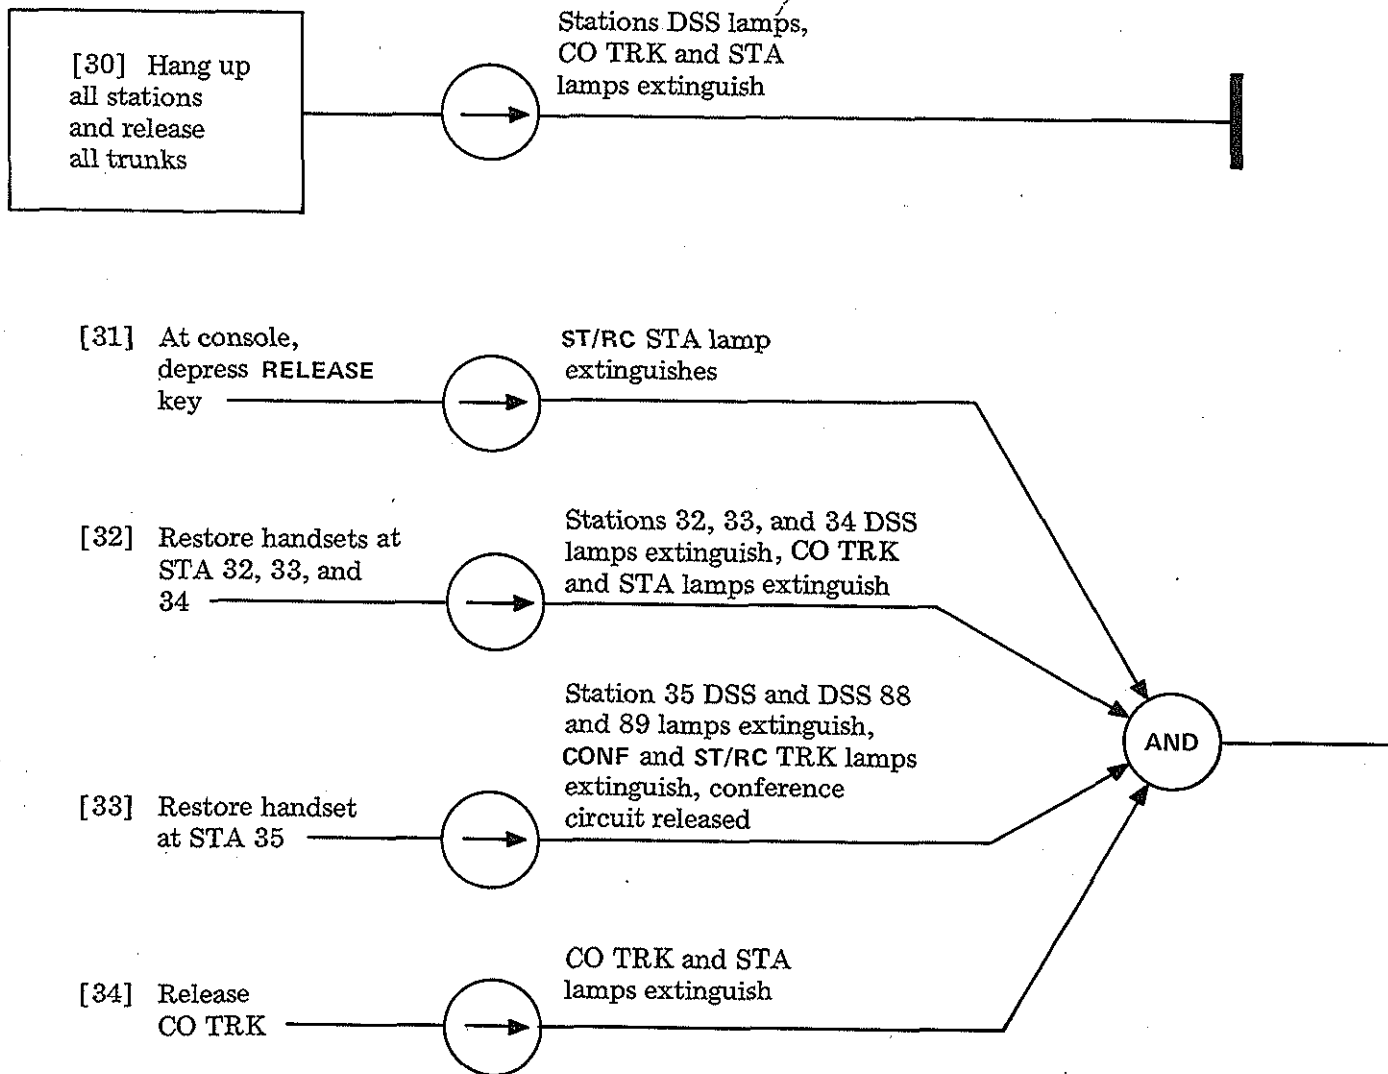 [30] Hang up
all stations
and release
all trunks
Stations DSS lamps,
CO TRK and STA
lamps extinguish
[31] At console,
depress RELEASE
key
ST/RC STA lamp
extinguishes
[32] Restore handsets at
STA 32, 33, and
34
Stations 32, 33, and 34 DSS
lamps extinguish, CO TRK
and STA lamps extinguish
[33] Restore handset
at STA 35
Station 35 DSS and DSS 88
and 89 lamps extinguish,
CONF and ST/RC TRK lamps
extinguish, conference
circuit released
[34] Release
CO TRK
CO TRK and STA
lamps extinguish
AND